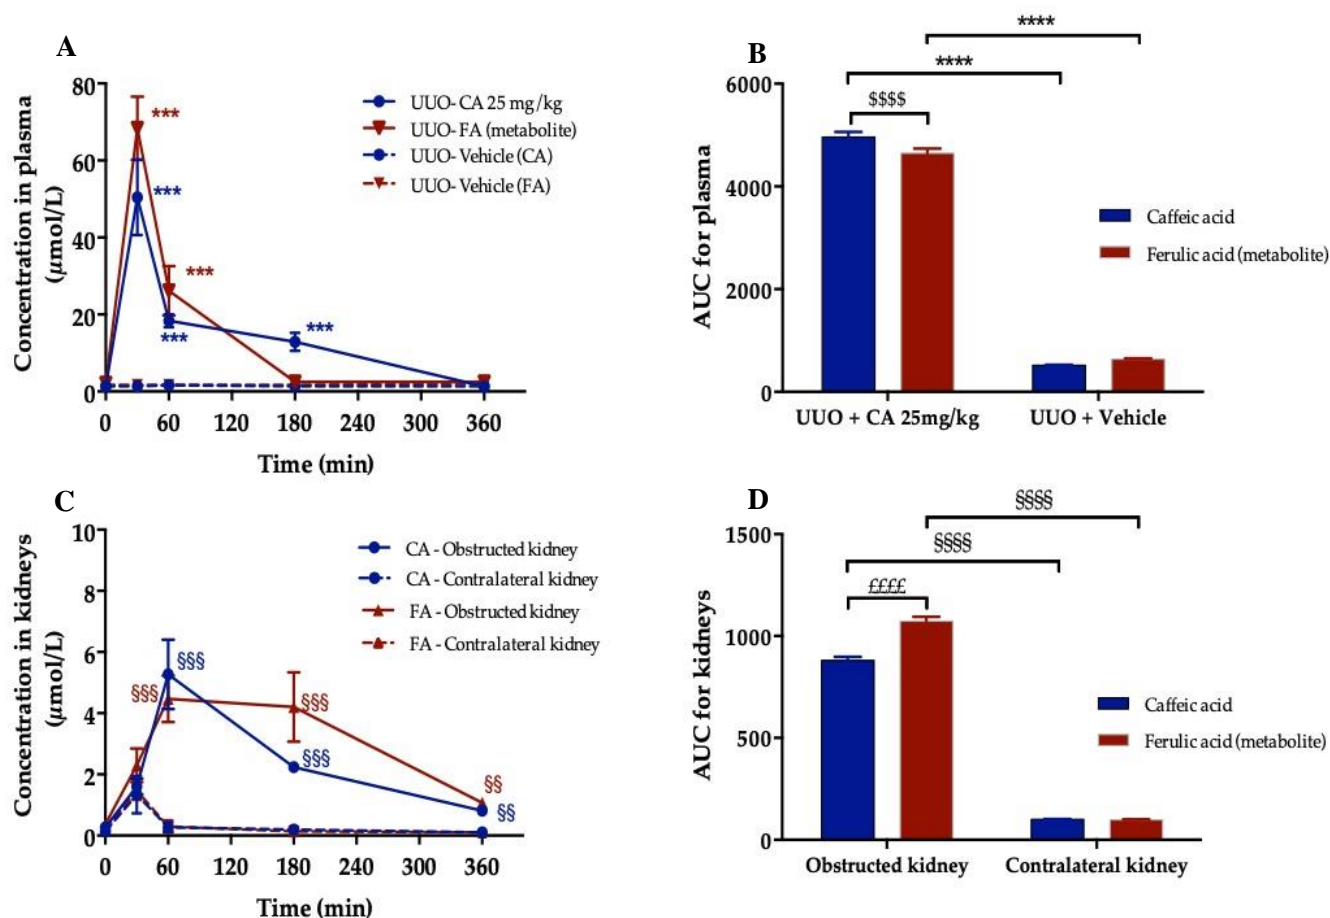 A
Concentration in plasma
(µmol/L)
80
60
40
20
0
***
***
***
***
***
UUO- CA 25 mg/kg
UUO- FA (metabolite)
UUO- Vehicle (CA)
UUO- Vehicle (FA)
0 60 120 180 240 300 360
Time (min)
B
AUC for plasma
6000
4000
2000
0
****
****
$$$$
Caffeic acid
Ferulic acid (metabolite)
UUO + CA 25mg/kg UUO + Vehicle
C
Concentration in kidneys
(µmol/L)
10
8
6
4
2
0
CA - Obstructed kidney
CA - Contralateral kidney
FA - Obstructed kidney
FA - Contralateral kidney
§§§
§§§
§§§
§§§
§§
§§
0 60 120 180 240 300 360
Time (min)
D
AUC for kidneys
1500
1000
500
0
§§§§
§§§§
££££
Caffeic acid
Ferulic acid (metabolite)
Obstructed kidney Contralateral kidney